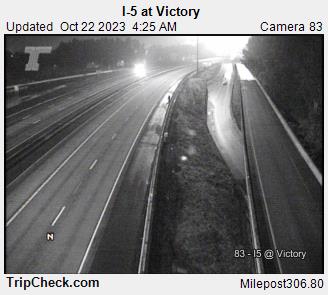 I-5 at Victory
Updated Oct 22 2023 4:25 AM Camera 83
T
N
83 - I5 @ Victory
TripCheck.com Milepost306.80